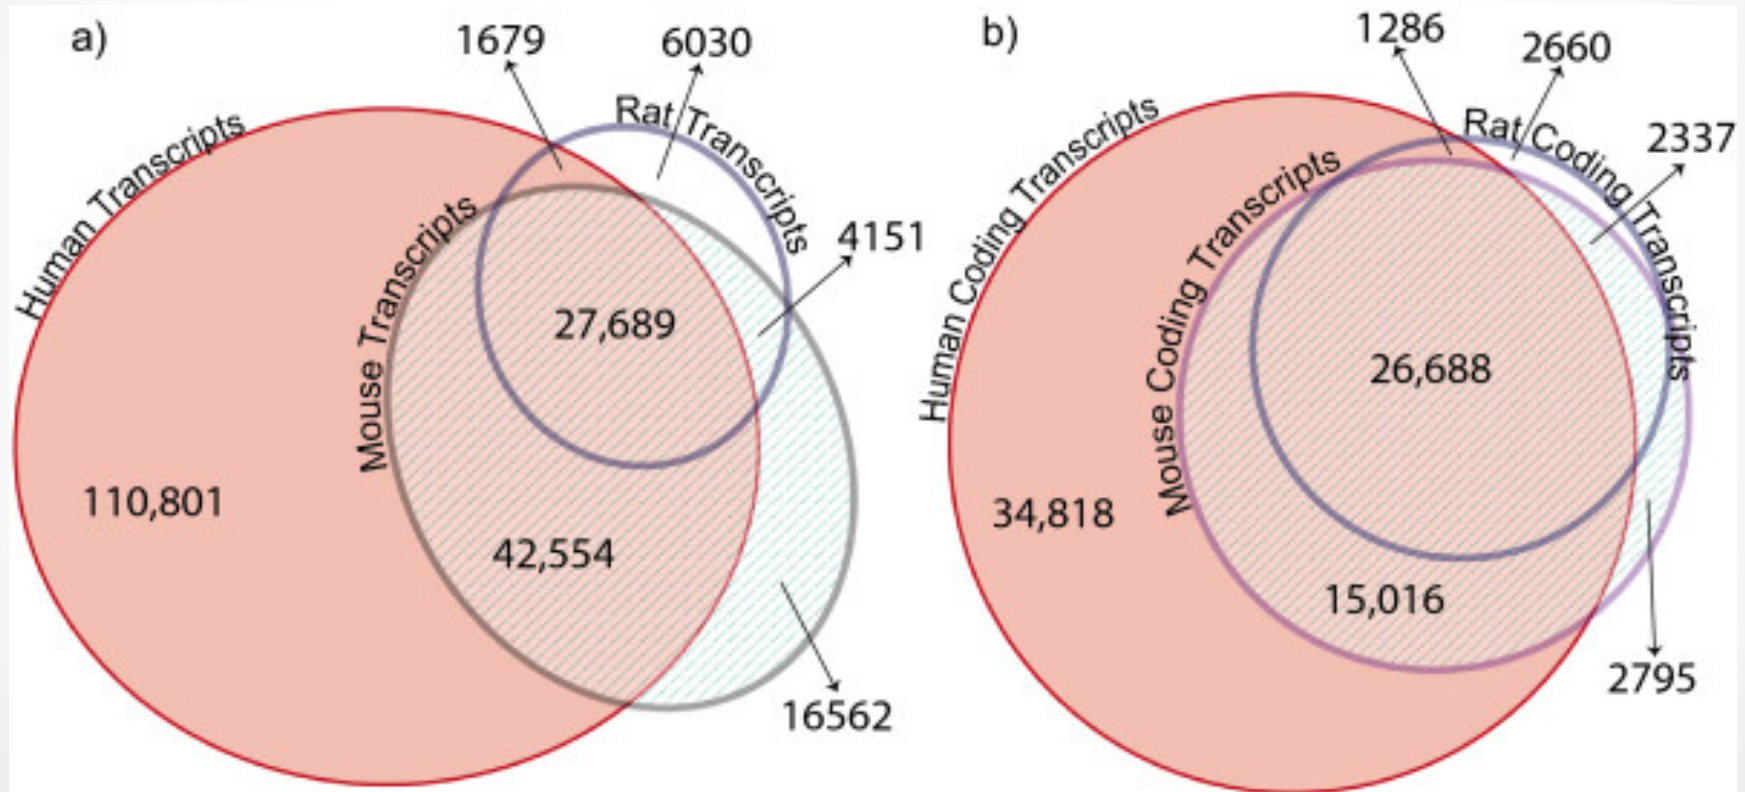 a)
1679
6030
Human Transcripts
Rat Transcripts
Mouse Transcripts
4151
27,689
110,801
42,554
16562
b)
1286
2660
2337
Human Coding Transcripts
Rat Coding Transcripts
Mouse Coding Transcripts
26,688
34,818
15,016
2795